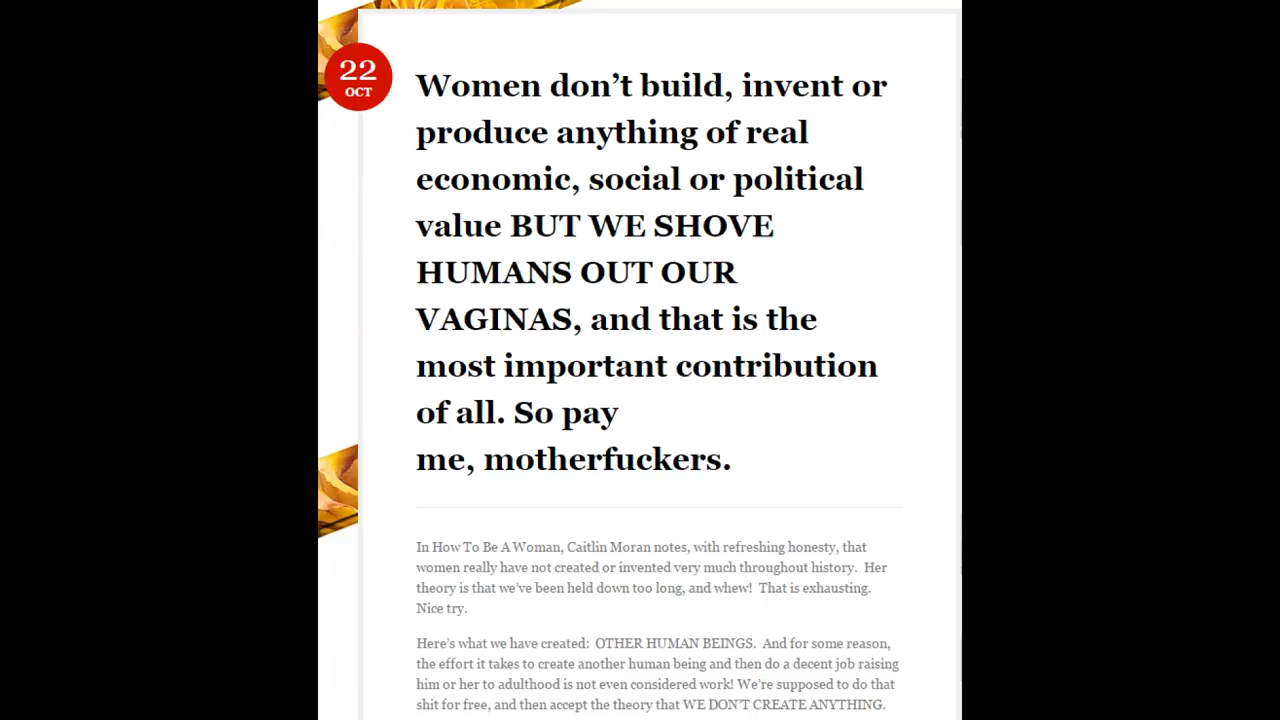 22
OCT
Women don’t build, invent or
produce anything of real
economic, social or political
value BUT WE SHOVE
HUMANS OUT OUR
VAGINAS, and that is the
most important contribution
of all. So pay
me, motherfuckers.
In How To Be A Woman, Caitlin Moran notes, with refreshing honesty, that
women really have not created or invented very much throughout history.  Her
theory is that we’ve been held down too long, and whew!  That is exhausting.
Nice try.
Here’s what we have created:  OTHER HUMAN BEINGS.  And for some reason,
the effort it takes to create another human being and then do a decent job raising
him or her to adulthood is not even considered work! We’re supposed to do that
shit for free, and then accept the theory that WE DON’T CREATE ANYTHING.